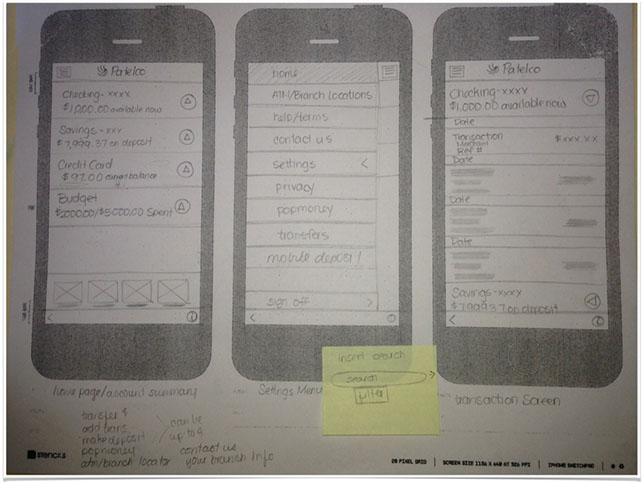 Patelco
Checking-xxxx
$1,000.00 available now
Savings-xxx
$7,999.37 on deposit
Credit Card
$97.00 current balance
Budget
$2000.00/$5000.00 Spent
home page/account summary
home
ATM/Branch Locations
help/terms
contact us
settings <
privacy
popmoney
transfers
mobile deposit!
sign off >
Settings Menu
insert search
search
filter
Patelco
Checking-xxxx
$1,000.00 available now
Date
Transaction $xxx.xx
Merchant
Ref #
Date
Date
Date
Savings-xxxx
$7,999.37 on deposit
transaction Screen
transfer $
add trans.
make deposit
popmoney
atm/branch locator
can be
up to 4
contact us
your branch info
20 PIXEL GRID | SCREEN SIZE 1136 X 640 AT 326 PPI | IPHONE SKETCHPAD